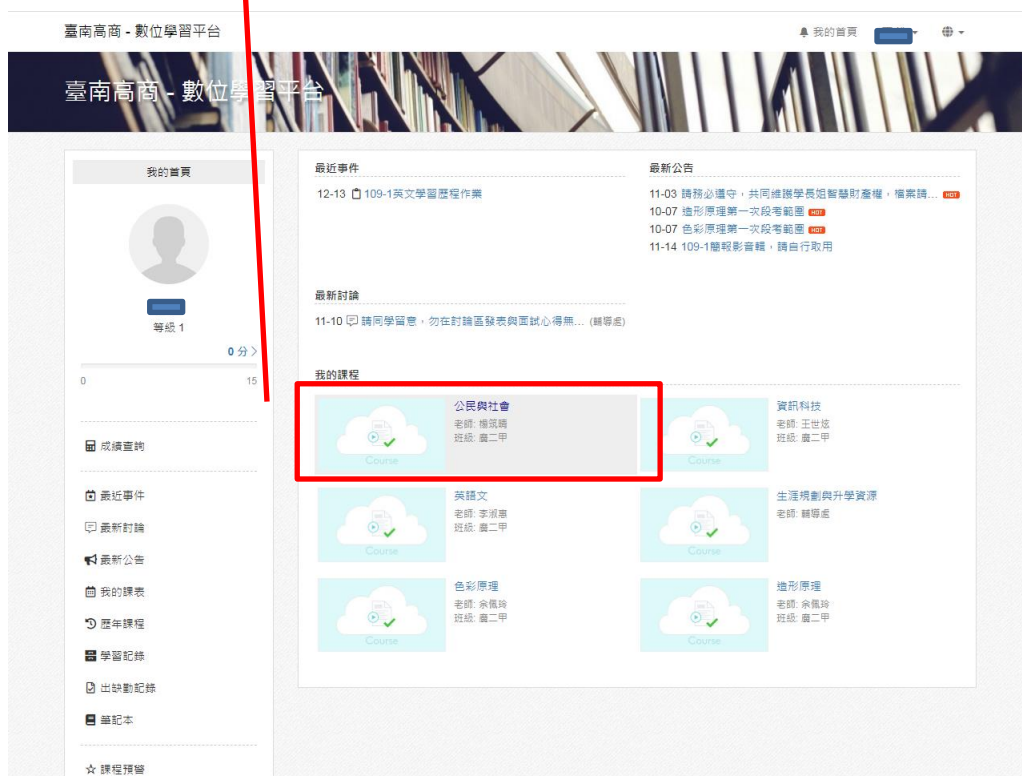 臺南高商 - 數位學習平台
我的首頁
臺南高商 - 數位學習平台
我的首頁
等級 1
0 分
0 15
成績查詢
最近事件
最新討論
最新公告
我的課表
歷年課程
學習記錄
出缺勤記錄
筆記本
課程預警
最近事件
12-13 109-1英文學習歷程作業
最新公告
11-03 請務必遵守,共同維護學長姐智慧財產權,檔案請... HOT
10-07 造形原理第一次段考範圍 HOT
10-07 色彩原理第一次段考範圍 HOT
11-14 109-1簡報影音輯,請自行取用
最新討論
11-10 請同學留意,勿在討論區發表與面試心得無... (輔導處)
我的課程
Course
公民與社會
老師: 楊筑晴
班級: 廣二甲
Course
資訊科技
老師: 王世炫
班級: 廣二甲
Course
英語文
老師: 李淑惠
班級: 廣二甲
Course
生涯規劃與升學資源
老師: 輔導處
Course
色彩原理
老師: 余佩玲
班級: 廣二甲
Course
造形原理
老師: 余佩玲
班級: 廣二甲